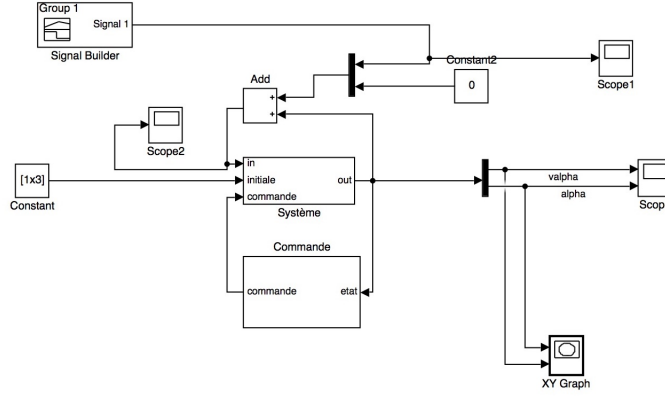 Group 1
Signal 1
Signal Builder
Constant2
0
Scope1
Add
+
+
Scope2
[1x3]
Constant
in
initiale
commande
out
Système
valpha
alpha
Scop
Commande
commande
etat
XY Graph